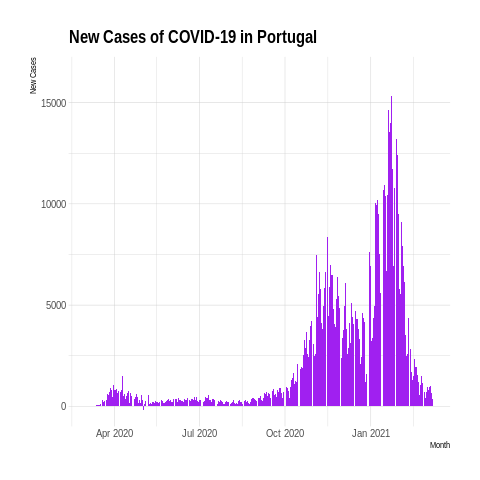 New Cases of COVID-19 in Portugal
New Cases
15000
10000
5000
0
Apr 2020 Jul 2020 Oct 2020 Jan 2021
Month